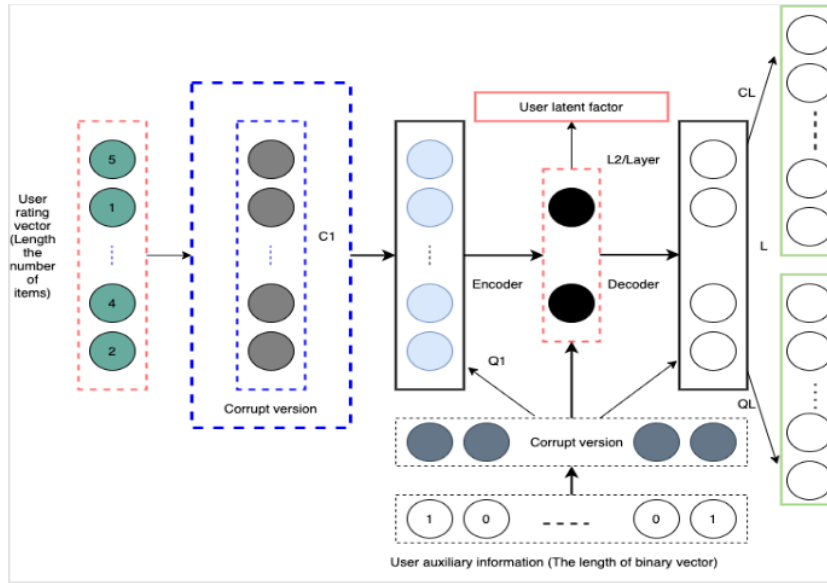 User
rating
vector
(Length
the
number
of
items)
5
1
4
2
Corrupt version
C1
Encoder
User latent factor
L2/Layer
Decoder
Q1
CL
L
QL
Corrupt version
1
0
0
1
User auxiliary information (The length of binary vector)